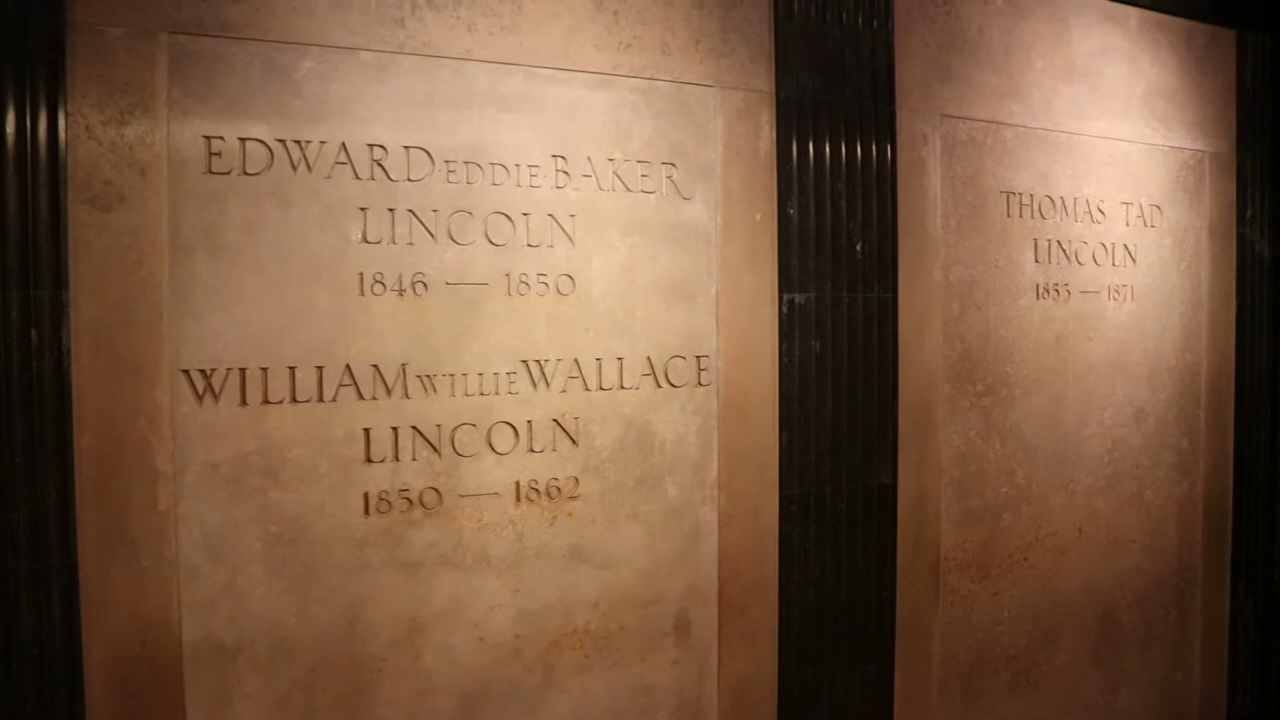 EDWARD·EDDIE·BAKER
LINCOLN
1846 — 1850
WILLIAM WILLIE WALLACE
LINCOLN
1850 — 1862
THOMAS TAD
LINCOLN
1853 — 1871